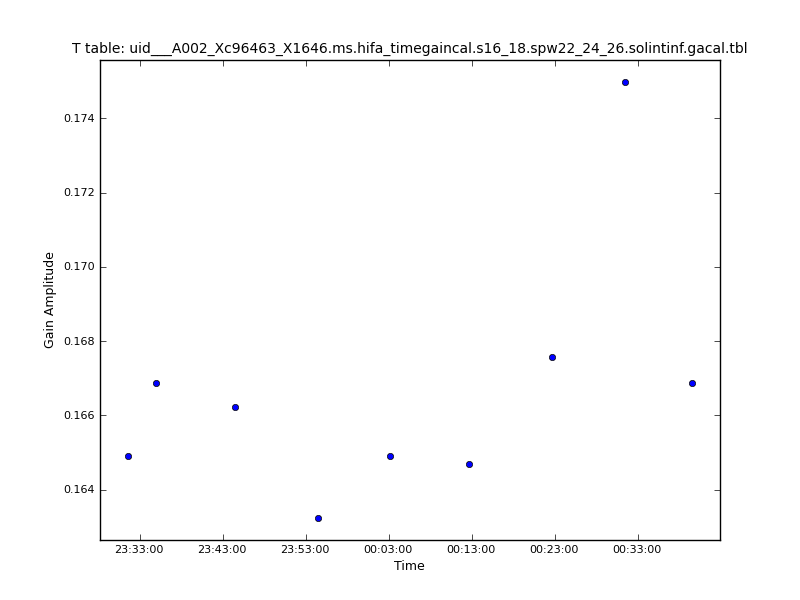 T table: uid___A002_Xc96463_X1646.ms.hifa_timegaincal.s16_18.spw22_24_26.solintinf.gacal.tbl
0.174
0.172
0.170
0.168
0.166
0.164
Gain Amplitude
23:33:00 23:43:00 23:53:00 00:03:00 00:13:00 00:23:00 00:33:00
Time